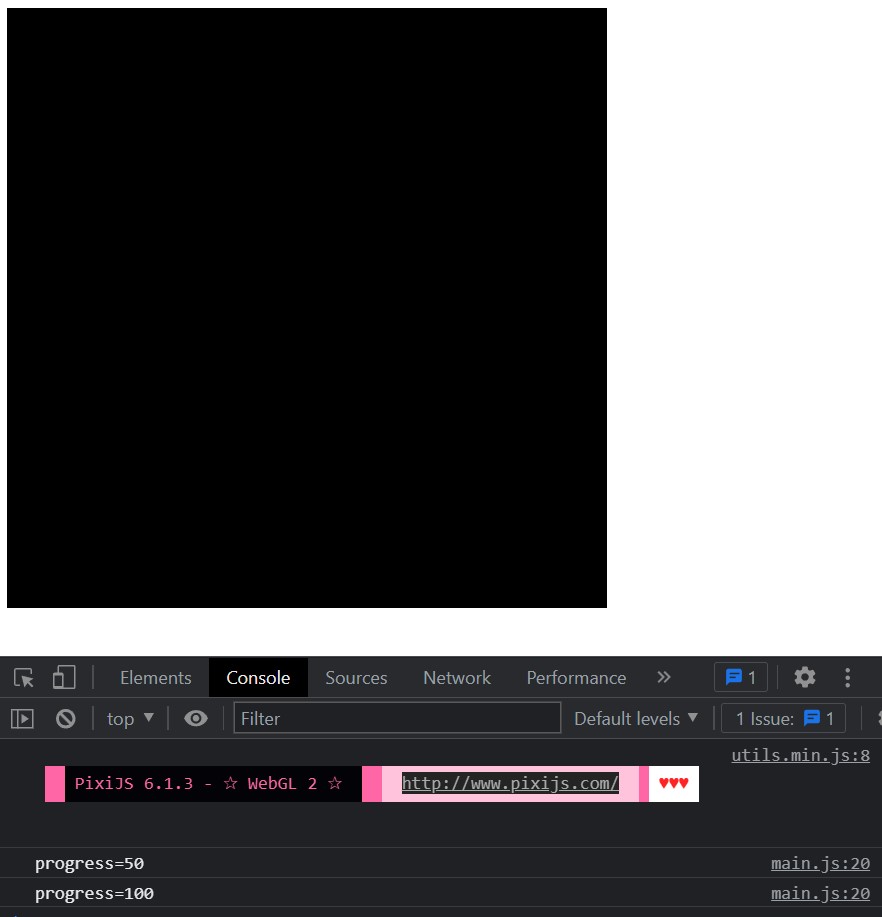 Elements Console Sources Network Performance 1
top Filter Default levels 1 Issue: 1
utils.min.js:8
PixiJS 6.1.3 - ☆ WebGL 2 ☆ http://www.pixijs.com/ ♥♥♥
progress=50 main.js:20
progress=100 main.js:20